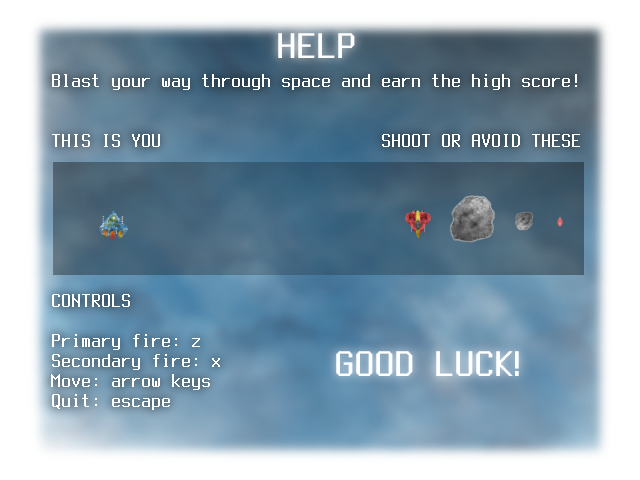 HELP
Blast your way through space and earn the high score!
THIS IS YOU
SHOOT OR AVOID THESE
CONTROLS
Primary fire: z
Secondary fire: x
Move: arrow keys
Quit: escape
GOOD LUCK!